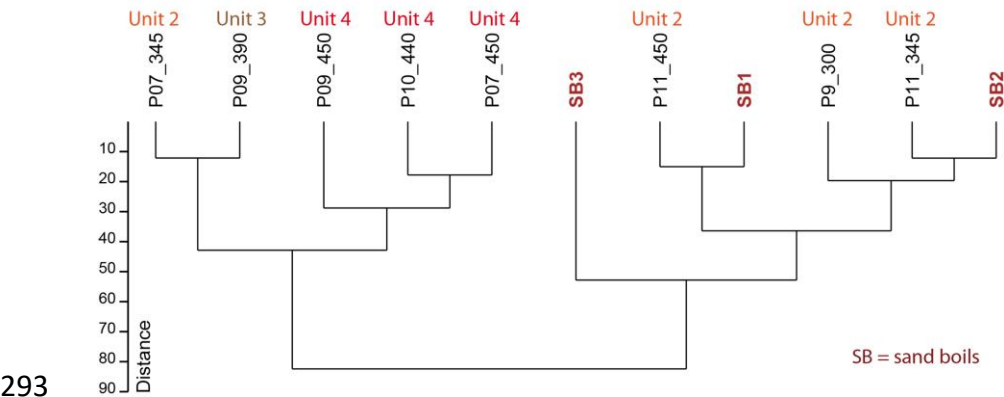 Unit 2 Unit 3 Unit 4 Unit 4 Unit 4 Unit 2 Unit 2 Unit 2
P07_345
P09_390
P09_450
P10_440
P07_450
SB3
P11_450
SB1
P9_300
P11_345
SB2
10
20
30
40
50
60
70
80
90
Distance
SB = sand boils
293